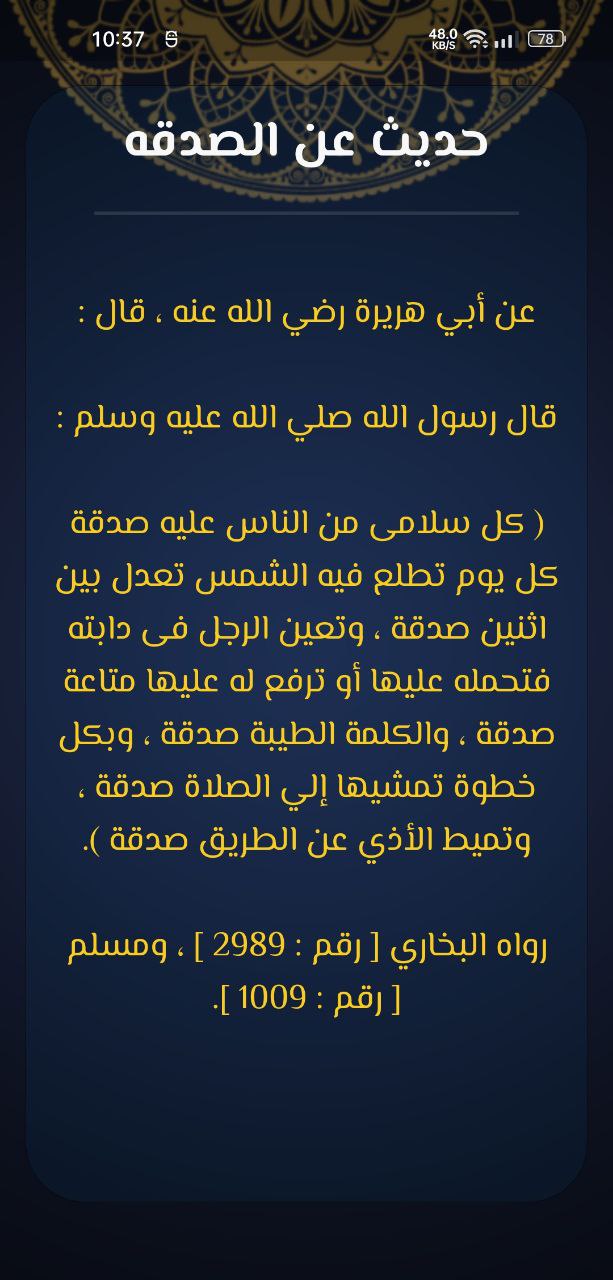 10:37
48.0 KB/S
78
حديث عن الصدقه
عن أبي هريرة رضي الله عنه ، قال :
قال رسول الله صلي الله عليه وسلم :
( كل سلامى من الناس عليه صدقة
كل يوم تطلع فيه الشمس تعدل بين
اثنين صدقة ، وتعين الرجل فى دابته
فتحمله عليها أو ترفع له عليها متاعة
صدقة ، والكلمة الطيبة صدقة ، وبكل
خطوة تمشيها إلي الصلاة صدقة ،
وتميط الأذي عن الطريق صدقة ).
رواه البخاري [ رقم : 2989 ] ، ومسلم
[ رقم : 1009 ].